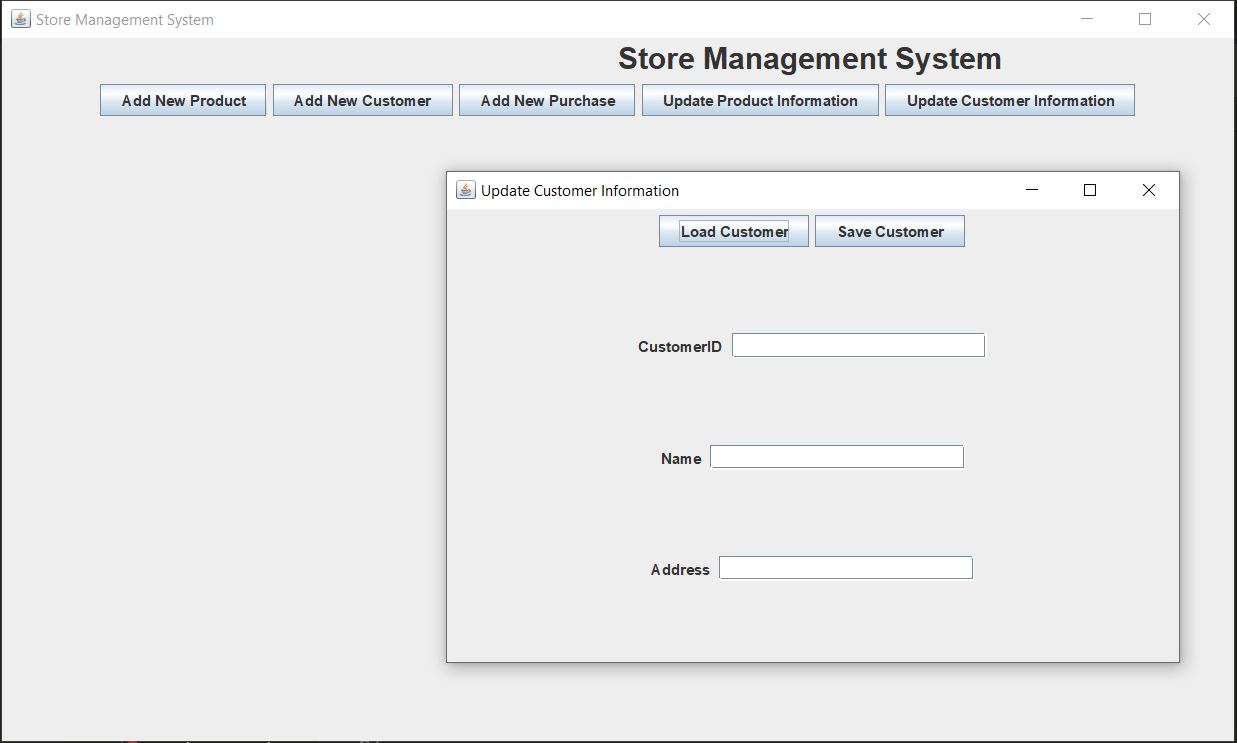 Store Management System
Store Management System
Add New Product Add New Customer Add New Purchase Update Product Information Update Customer Information
Update Customer Information
Load Customer Save Customer
CustomerID
Name
Address